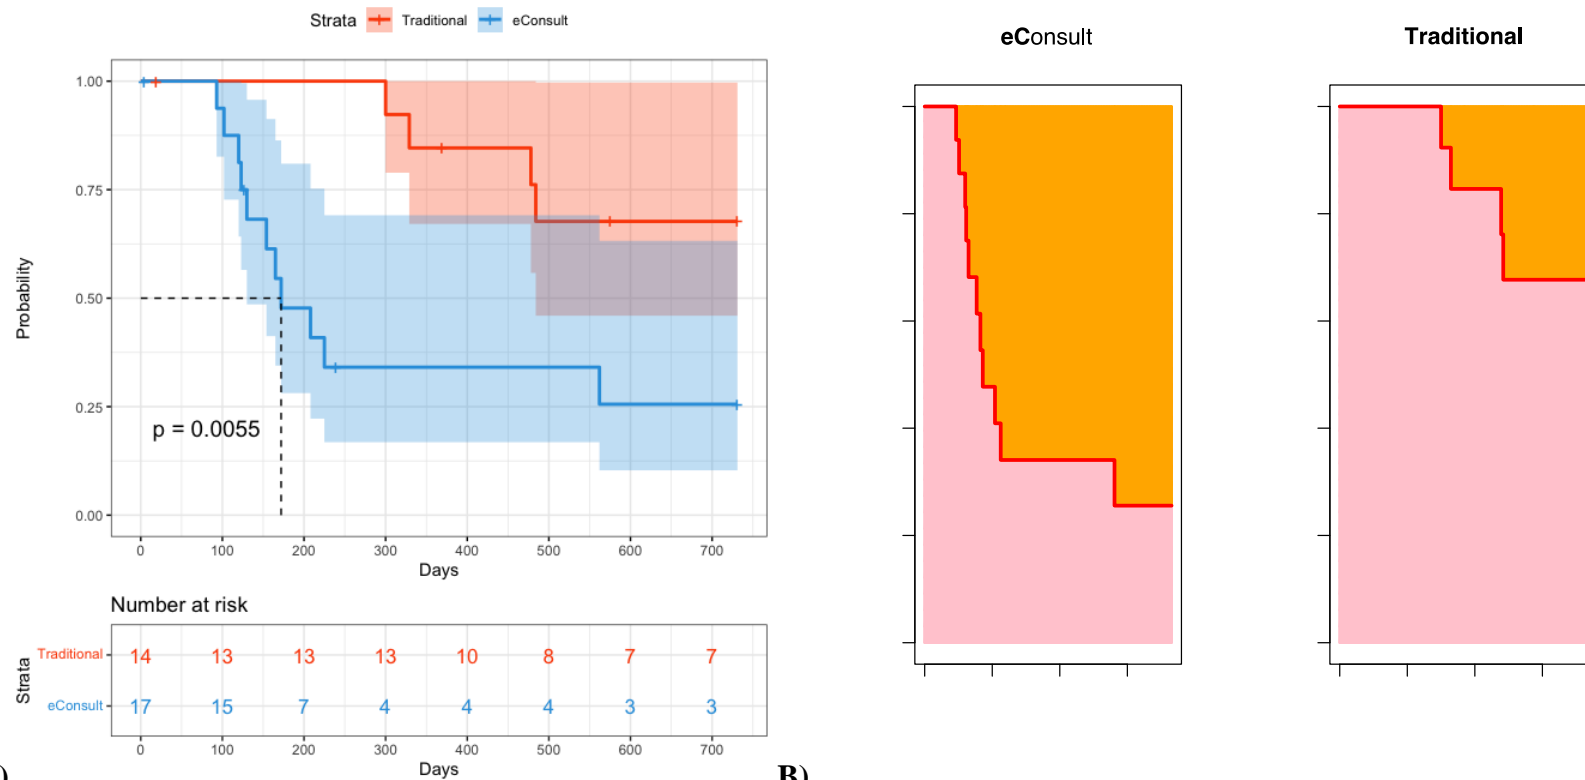 Strata Traditional eConsult
1.00
0.75
0.50
0.25
0.00
Probability
p = 0.0055
0 100 200 300 400 500 600 700
Days
Number at risk
Strata
Traditional 14 13 13 13 10 8 7 7
eConsult 17 15 7 4 4 4 3 3
0 100 200 300 400 500 600 700
Days
)
eConsult
Traditional
B)